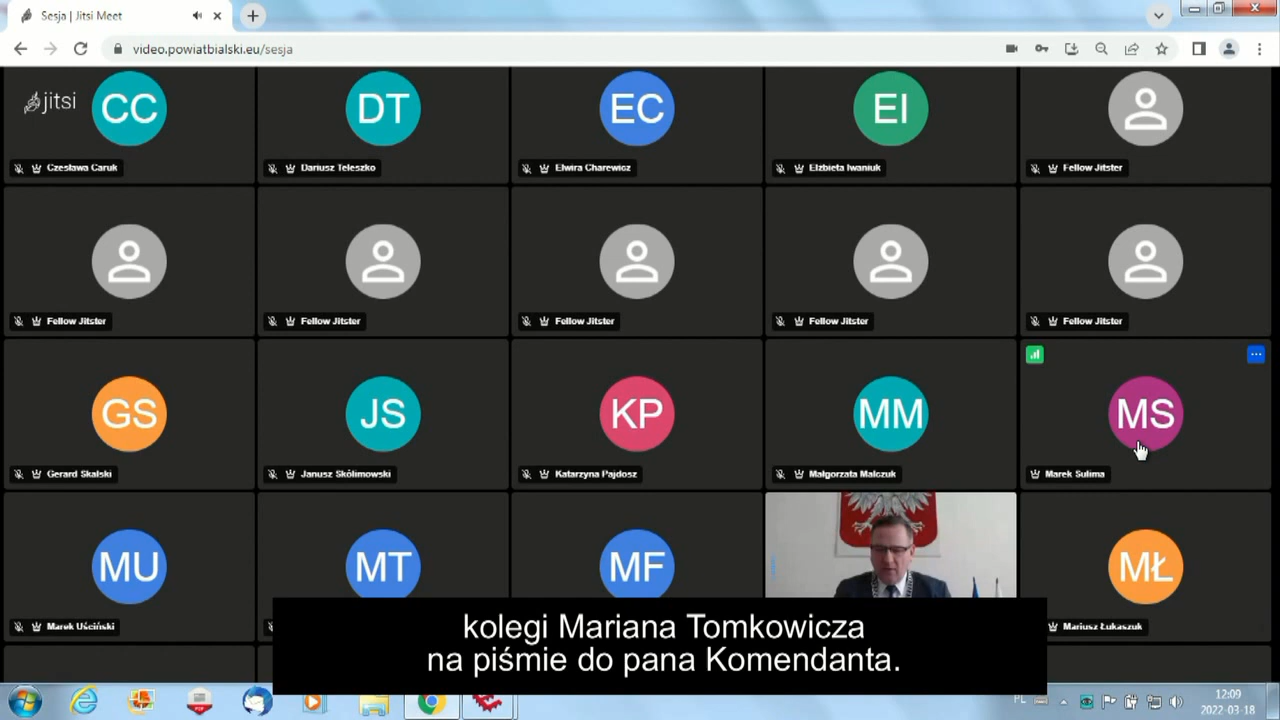 Sesja | Jitsi Meet
video.powiatbialski.eu/sesja
jitsi
CC
DT
EC
EI
Czesława Caruk
Dariusz Teleszko
Elwira Charewicz
Elżbieta Iwaniuk
Fellow Jitster
Fellow Jitster
Fellow Jitster
Fellow Jitster
Fellow Jitster
Fellow Jitster
GS
JS
KP
MM
MS
Gerard Skalski
Janusz Skólimowski
Katarzyna Pajdosz
Małgorzata Malczuk
Marek Sulima
MU
MT
MF
MŁ
Marek Uściński
Mariusz Łukaszuk
kolegi Mariana Tomkowicza
na piśmie do pana Komendanta.
PL
12:09
2022-03-18